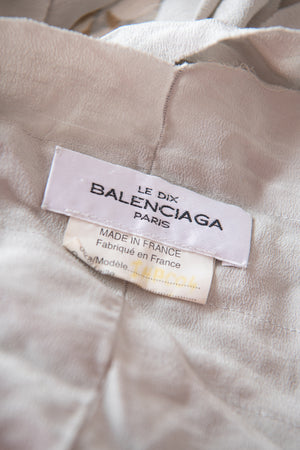 LE DIX
BALENCIAGA
PARIS
MADE IN FRANCE
Fabriqué en France
/Modèle